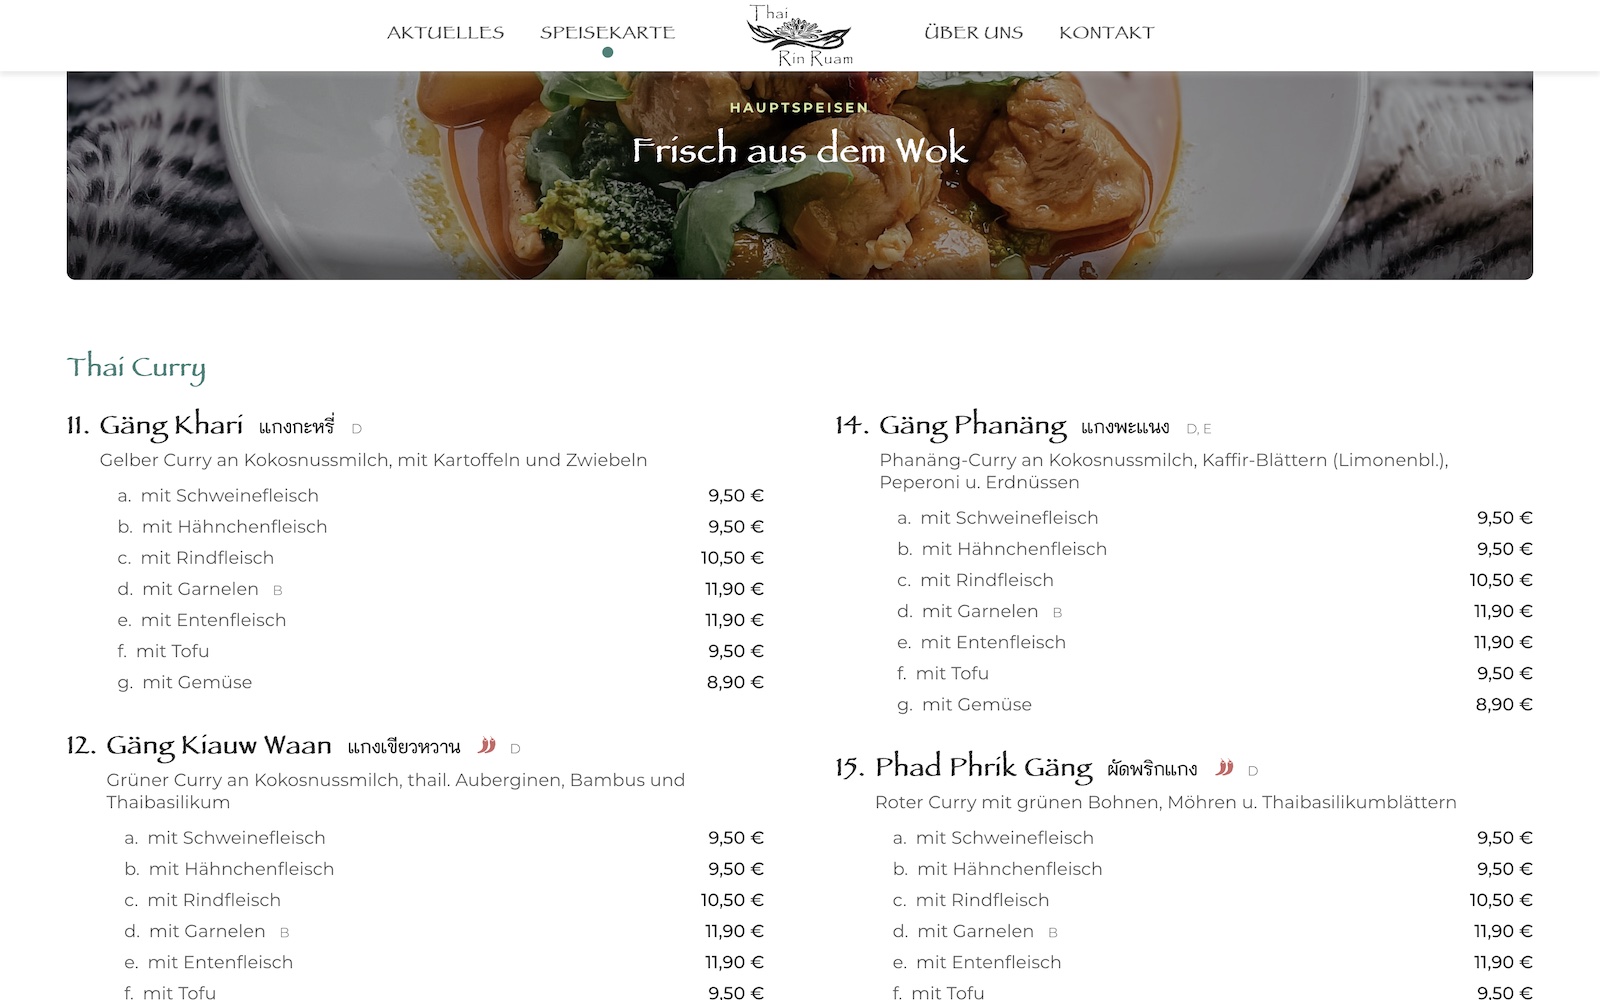 AKTUELLES
SPEISEKARTE
Thai
Rin Ruam
ÜBER UNS
KONTAKT
HAUPTSPEISEN
Frisch aus dem Wok
Thai Curry
11. Gäng Khari แกงกะหรี่ D
Gelber Curry an Kokosnussmilch, mit Kartoffeln und Zwiebeln
a. mit Schweinefleisch 9,50 €
b. mit Hähnchenfleisch 9,50 €
c. mit Rindfleisch 10,50 €
d. mit Garnelen B 11,90 €
e. mit Entenfleisch 11,90 €
f. mit Tofu 9,50 €
g. mit Gemüse 8,90 €
12. Gäng Kiauw Waan แกงเขียวหวาน D
Grüner Curry an Kokosnussmilch, thail. Auberginen, Bambus und
Thaibasilikum
a. mit Schweinefleisch 9,50 €
b. mit Hähnchenfleisch 9,50 €
c. mit Rindfleisch 10,50 €
d. mit Garnelen B 11,90 €
e. mit Entenfleisch 11,90 €
f. mit Tofu 9,50 €
14. Gäng Phanäng แกงพะแนง D, E
Phanäng-Curry an Kokosnussmilch, Kaffir-Blättern (Limonenbl.),
Peperoni u. Erdnüssen
a. mit Schweinefleisch 9,50 €
b. mit Hähnchenfleisch 9,50 €
c. mit Rindfleisch 10,50 €
d. mit Garnelen B 11,90 €
e. mit Entenfleisch 11,90 €
f. mit Tofu 9,50 €
g. mit Gemüse 8,90 €
15. Phad Phrik Gäng ผัดพริกแกง D
Roter Curry mit grünen Bohnen, Möhren u. Thaibasilikumblättern
a. mit Schweinefleisch 9,50 €
b. mit Hähnchenfleisch 9,50 €
c. mit Rindfleisch 10,50 €
d. mit Garnelen B 11,90 €
e. mit Entenfleisch 11,90 €
f. mit Tofu 9,50 €